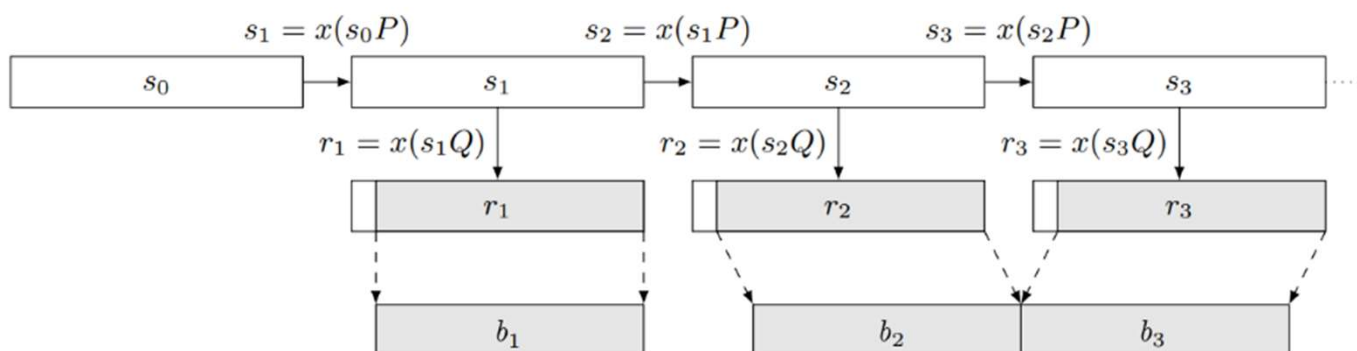 s₁ = x(s₀P) s₂ = x(s₁P) s₃ = x(s₂P)
s₀ s₁ s₂ s₃ ....
r₁ = x(s₁Q) r₂ = x(s₂Q) r₃ = x(s₃Q)
r₁ r₂ r₃
b₁ b₂ b₃